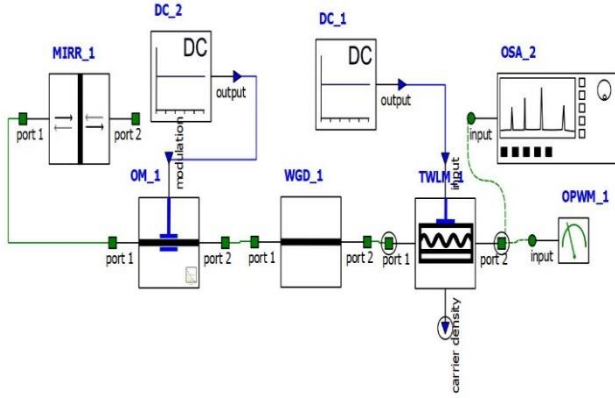 DC_2
DC_1
MIRR_1
OSA_2
DC
DC
output
output
port 1
port 2
input
modulation
input
OM_1
WGD_1
TWLM_1
OPWM_1
port 1
port 2
port 1
port 2
port 1
port 2
input
carrier density